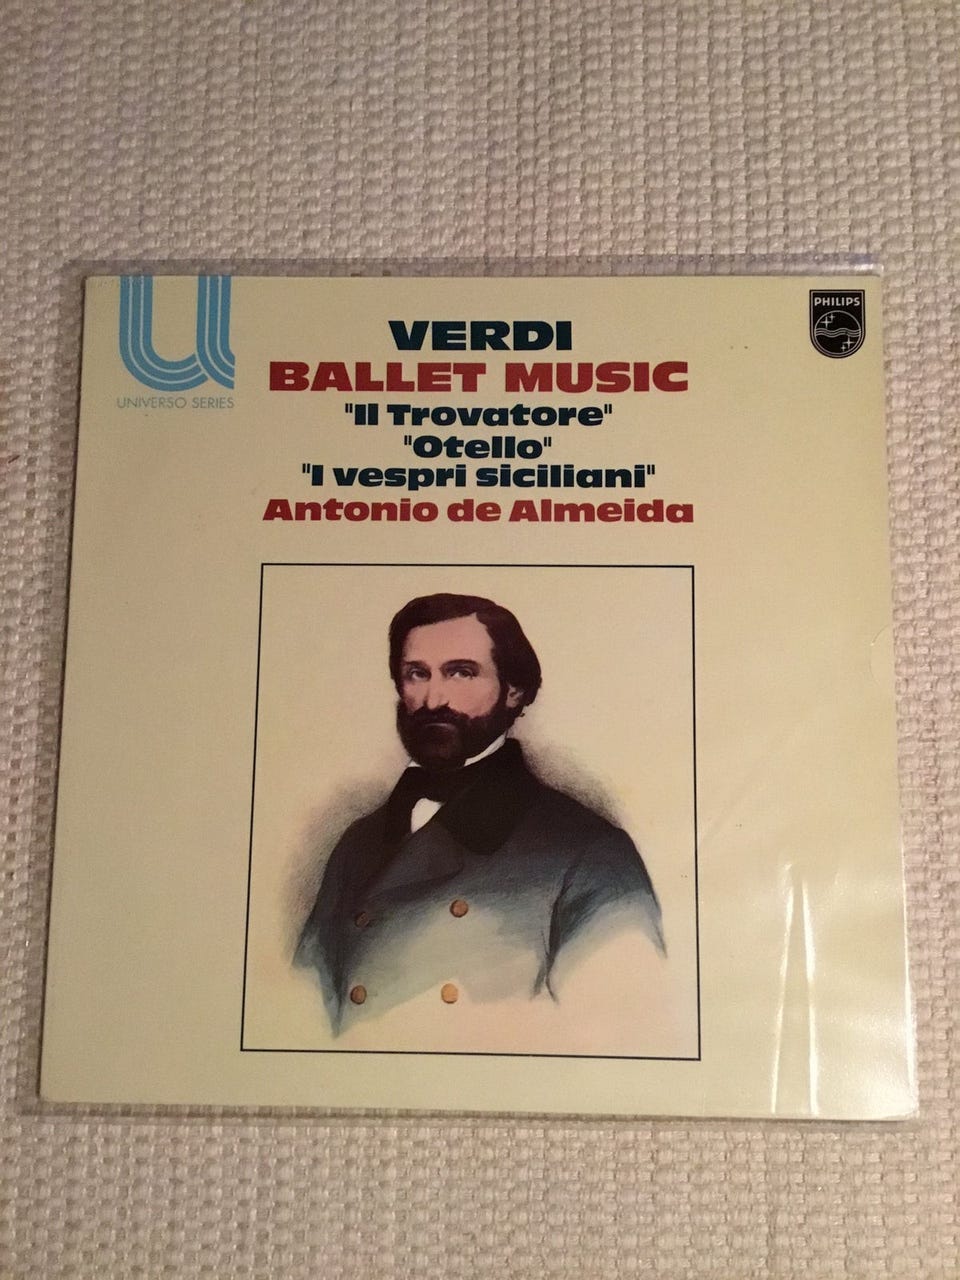 UNIVERSO SERIES
PHILIPS
VERDI
BALLET MUSIC
"Il Trovatore"
"Otello"
"I vespri siciliani"
Antonio de Almeida